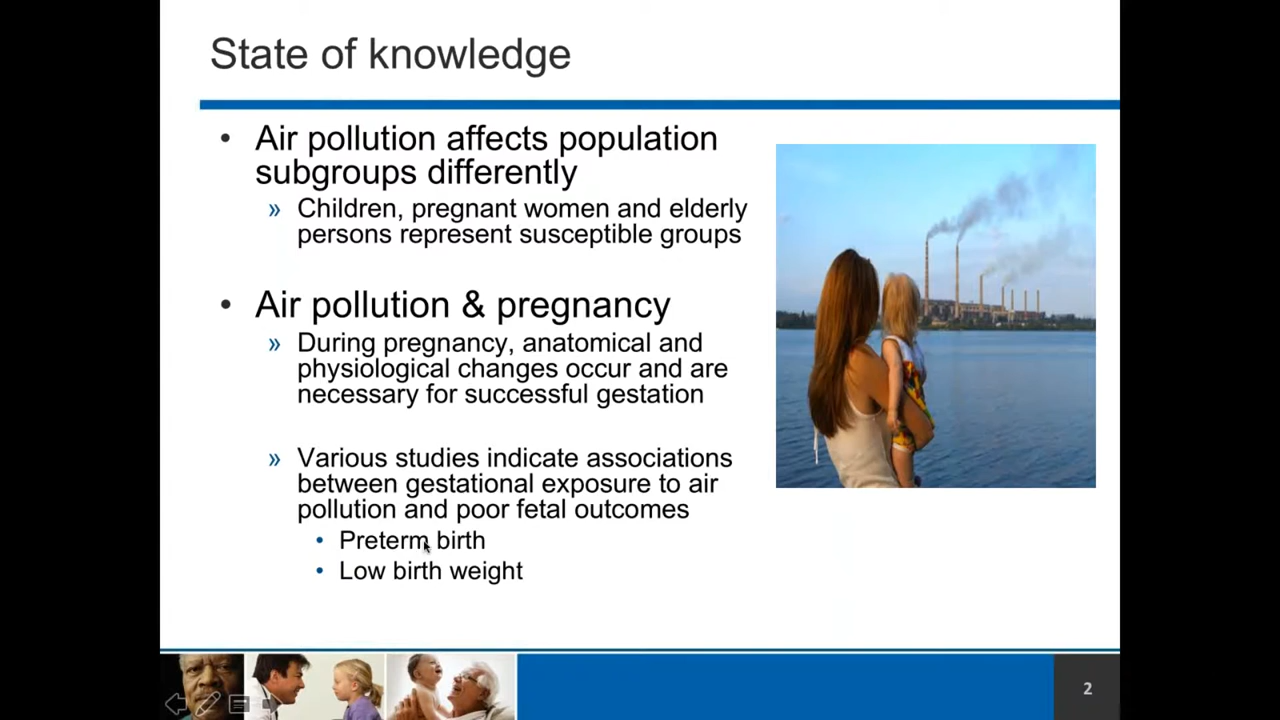 State of knowledge
• Air pollution affects population
subgroups differently
» Children, pregnant women and elderly
persons represent susceptible groups
• Air pollution & pregnancy
» During pregnancy, anatomical and
physiological changes occur and are
necessary for successful gestation
» Various studies indicate associations
between gestational exposure to air
pollution and poor fetal outcomes
• Preterm birth
• Low birth weight
2